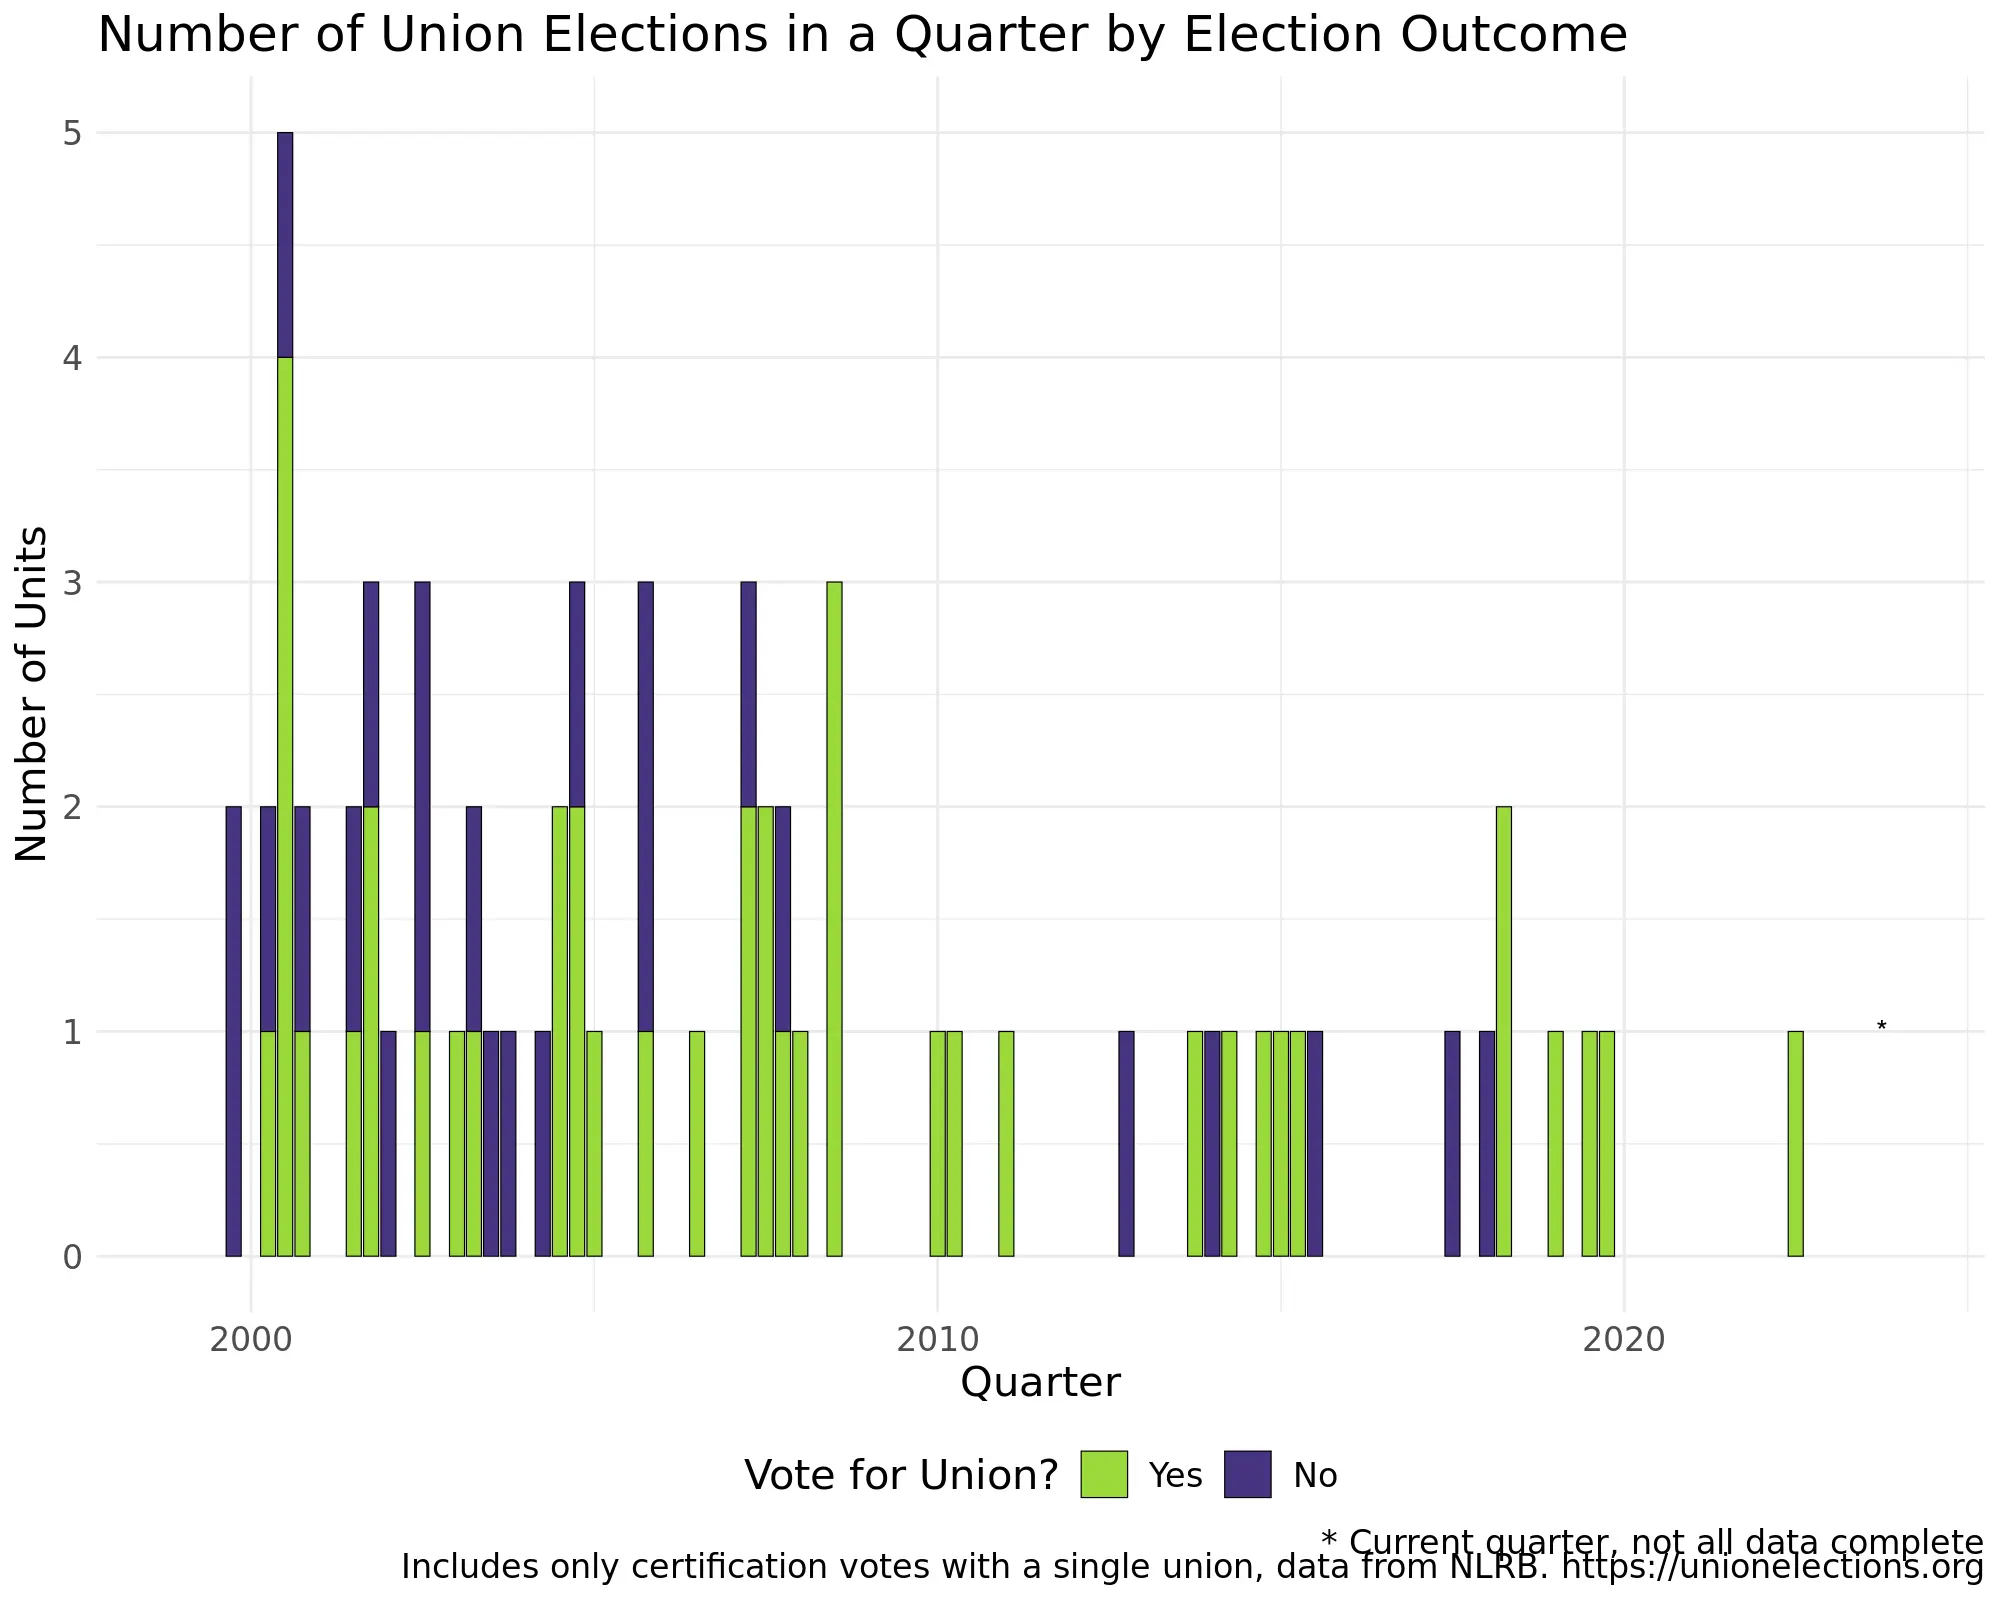 Number of Union Elections in a Quarter by Election Outcome
Number of Units
5
4
3
2
1
0
*
2000 2010 2020
Quarter
Vote for Union? Yes No
* Current quarter, not all data complete
Includes only certification votes with a single union, data from NLRB. https://unionelections.org